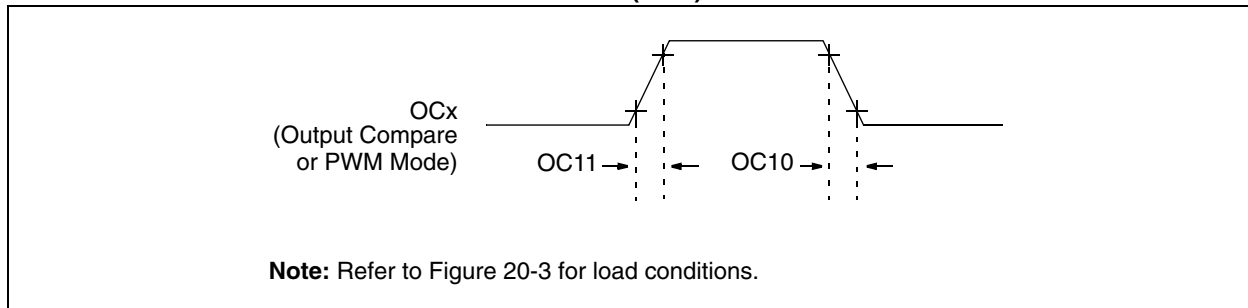 OCx
(Output Compare
or PWM Mode)
OC11
OC10
Note: Refer to Figure 20-3 for load conditions.